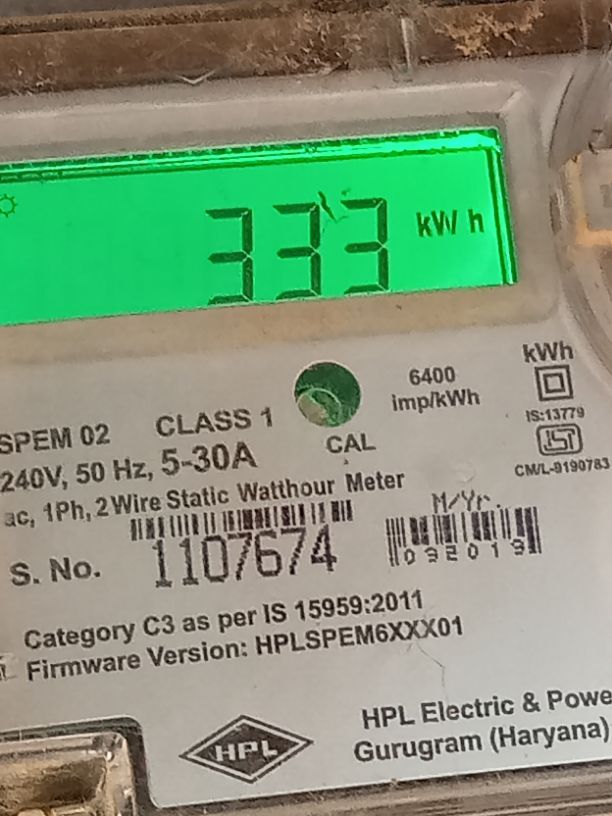 333 kWh
6400
imp/kWh
kWh
IS:13779
CM/L-9190783
SPEM 02 CLASS 1
CAL
240V, 50 Hz, 5-30A
ac, 1Ph, 2 Wire Static Watthour Meter
M/Yr.
S. No. 1107674
032019
Category C3 as per IS 15959:2011
Firmware Version: HPLSPEM6XXX01
HPL
HPL Electric & Powe
Gurugram (Haryana)